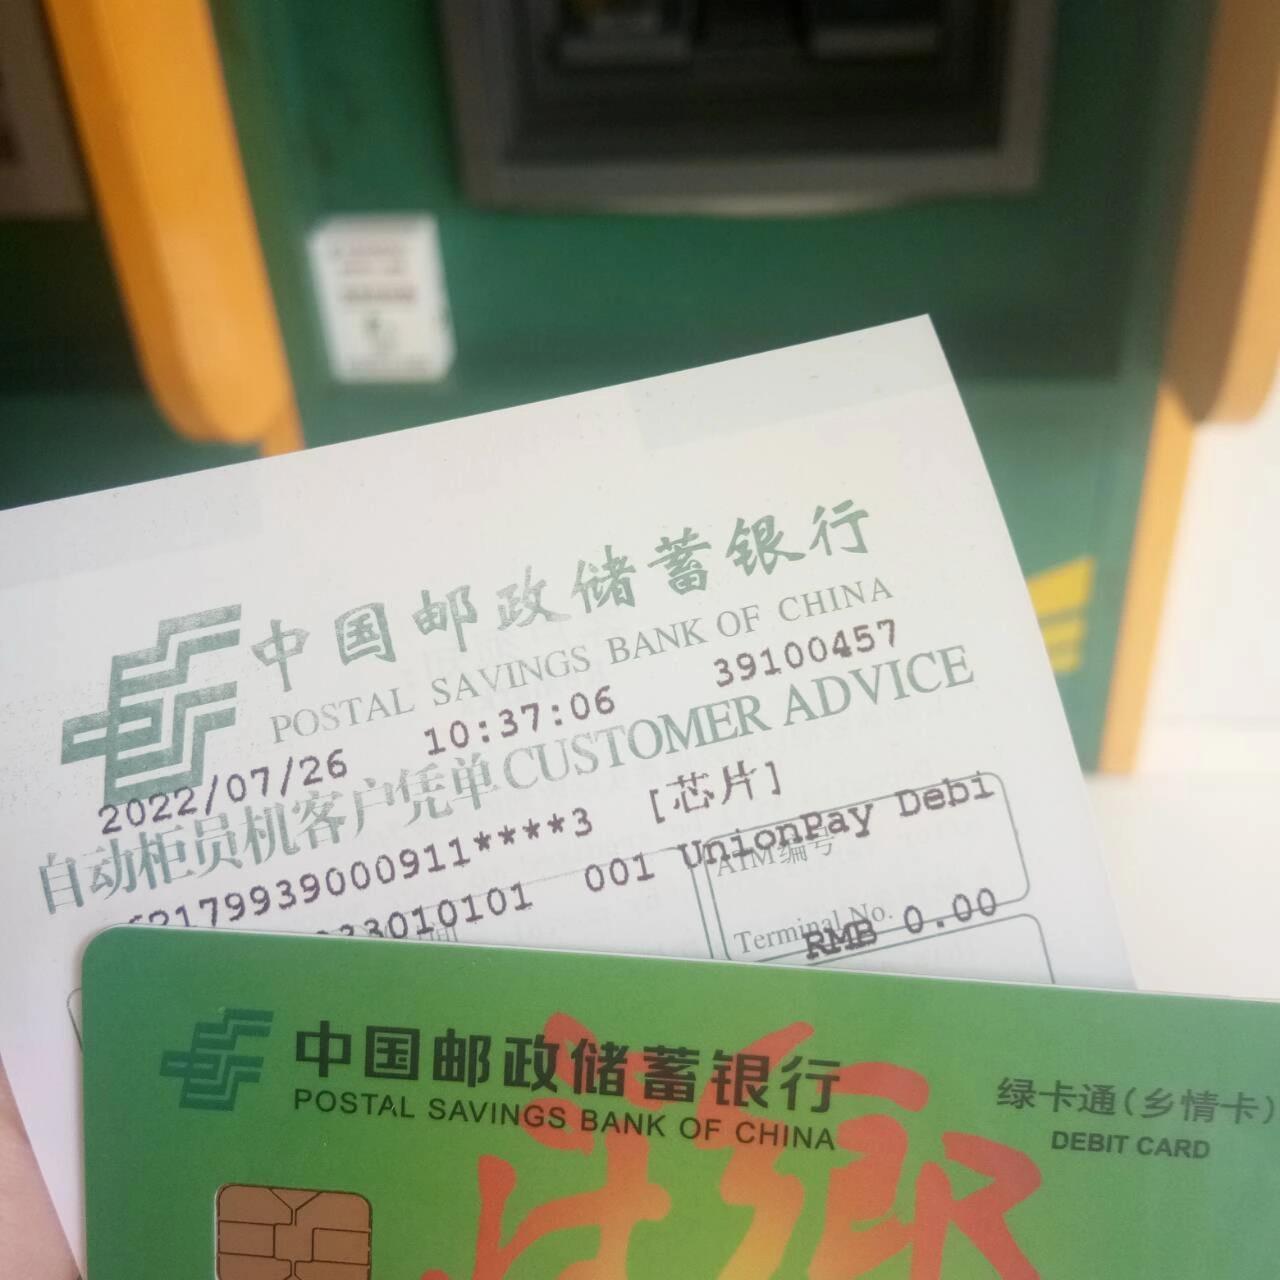 中国邮政储蓄银行
POSTAL SAVINGS BANK OF CHINA
2022/07/26 10:37:06 39100457
自动柜员机客户凭单 CUSTOMER ADVICE
62179939000911****3 [芯片]
33010101 001 UnionPay Debi
ATM编号
Terminal No.
RMB 0.00
中国邮政储蓄银行
POSTAL SAVINGS BANK OF CHINA
绿卡通(乡情卡)
DEBIT CARD